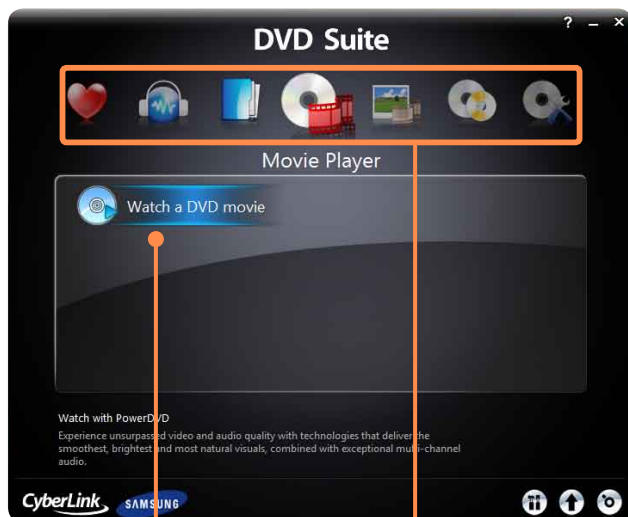 ? – ×
DVD Suite
Movie Player
Watch a DVD movie
Watch with PowerDVD
Experience unsurpassed video and audio quality with technologies that deliver the
smoothest, brightest and most natural visuals, combined with exceptional multi-channel
audio.
CyberLink SAMSUNG